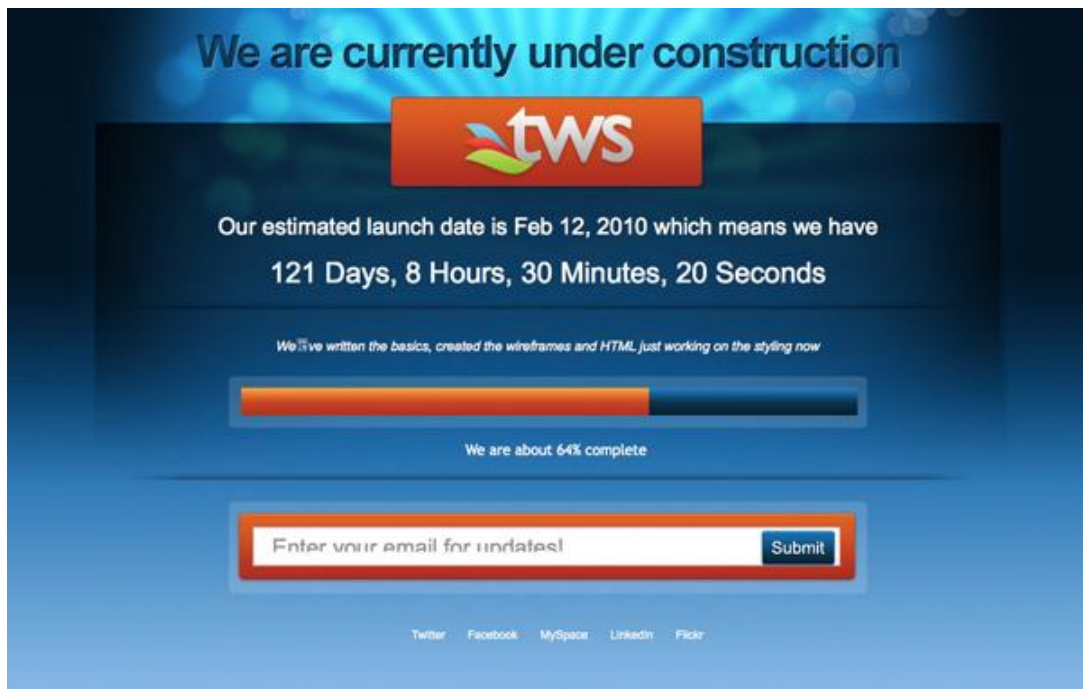 We are currently under construction
tws
Our estimated launch date is Feb 12, 2010 which means we have
121 Days, 8 Hours, 30 Minutes, 20 Seconds
We ve written the basics, created the wireframes and HTML just working on the styling now
We are about 64% complete
Enter your email for updates!
Submit
Twitter Facebook MySpace LinkedIn Flickr